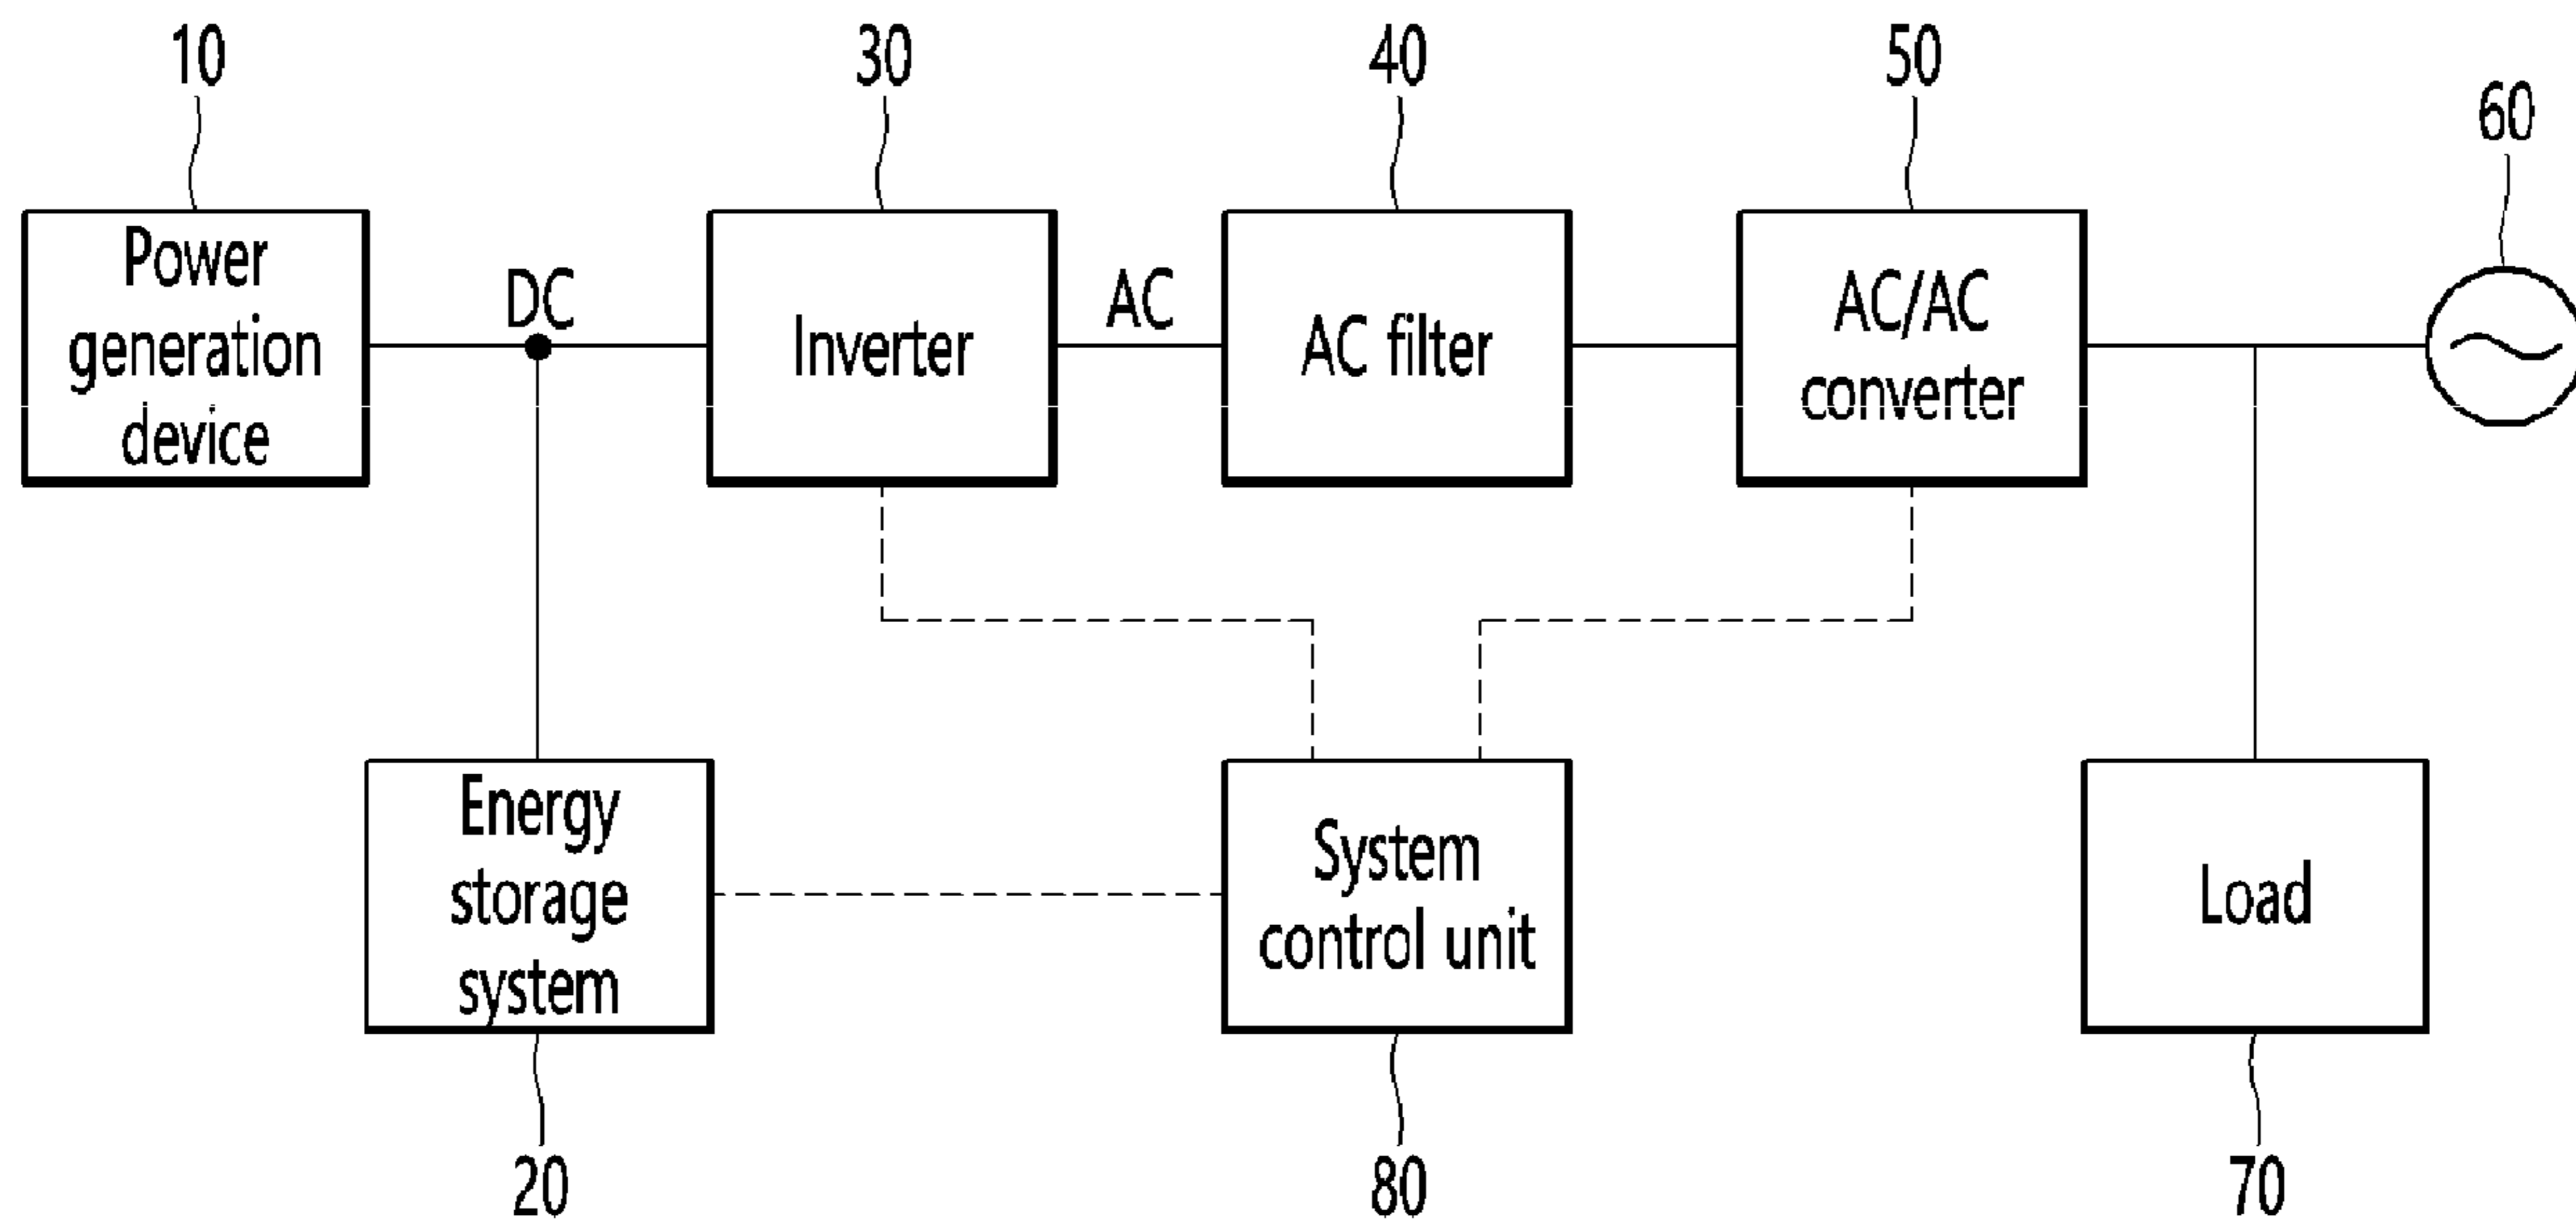 10
30
40
50
60
Power
generation
device
DC
Inverter
AC
AC filter
AC/AC
converter
Energy
storage
system
System
control unit
Load
20
80
70